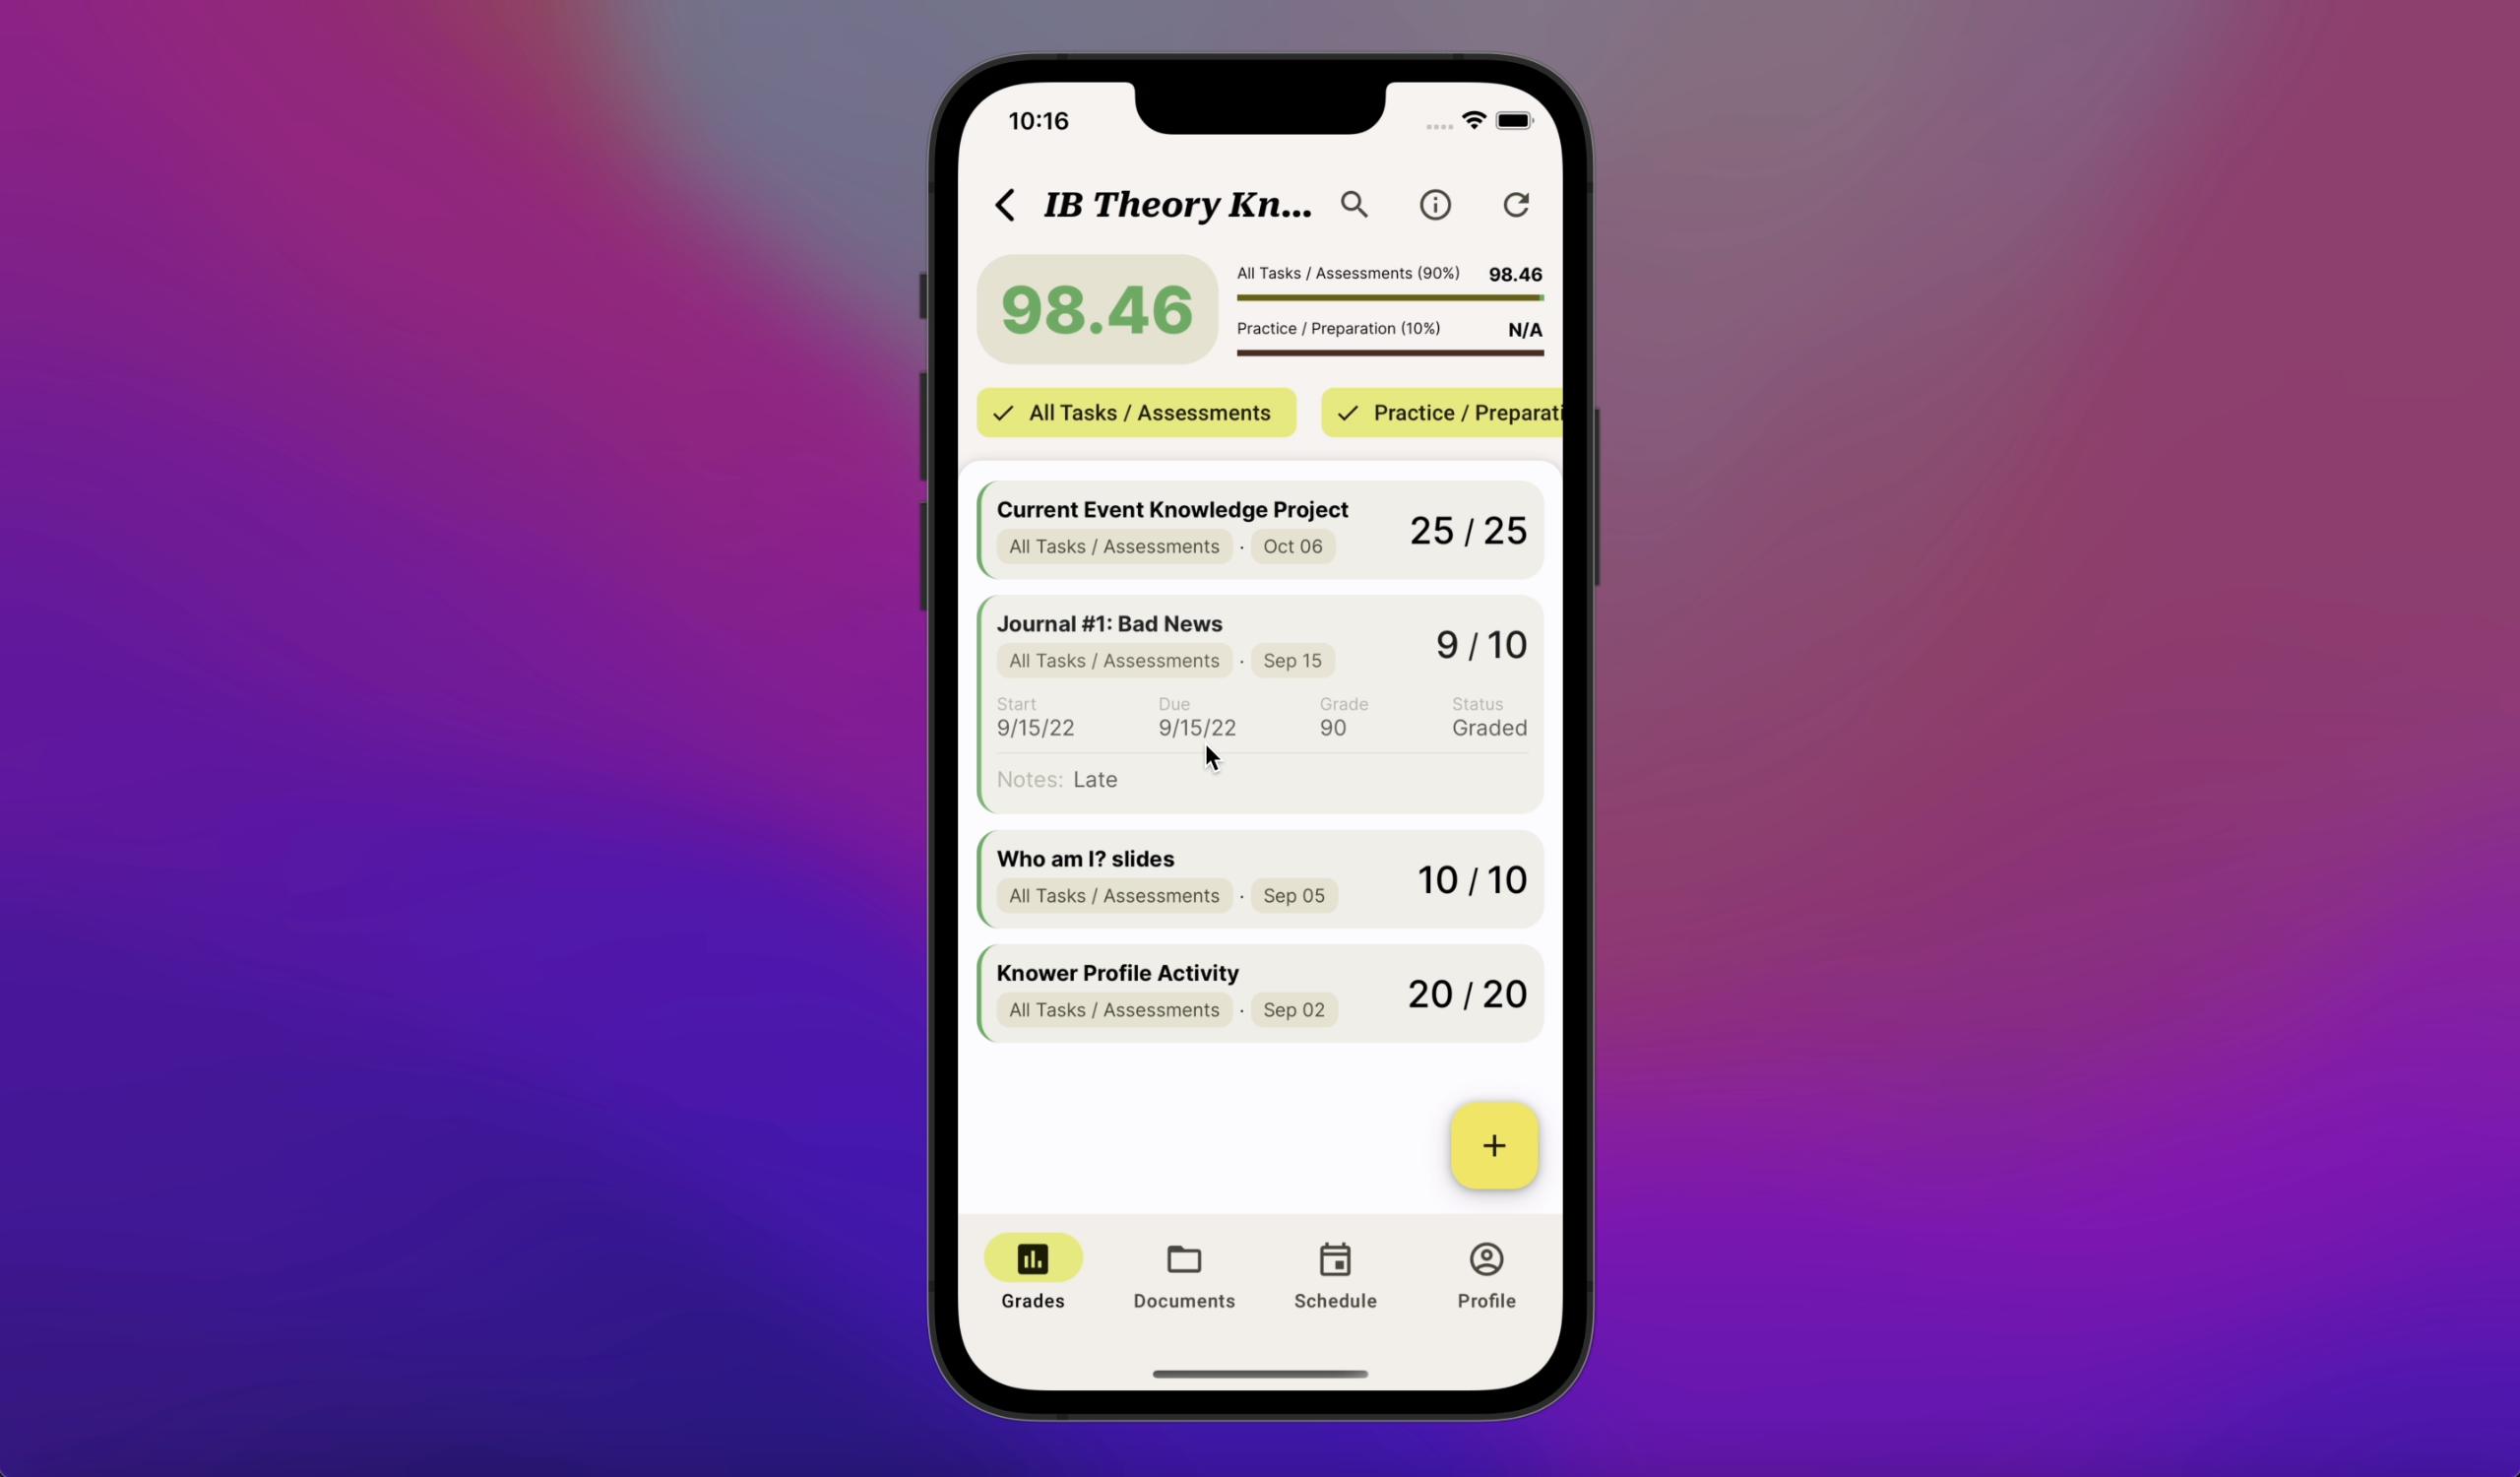 10:16
IB Theory Kn...
98.46
All Tasks / Assessments (90%) 98.46
Practice / Preparation (10%) N/A
All Tasks / Assessments
Practice / Preparati
Current Event Knowledge Project
All Tasks / Assessments · Oct 06
25 / 25
Journal #1: Bad News
All Tasks / Assessments · Sep 15
9 / 10
Start Due Grade Status
9/15/22 9/15/22 90 Graded
Notes: Late
Who am I? slides
All Tasks / Assessments · Sep 05
10 / 10
Knower Profile Activity
All Tasks / Assessments · Sep 02
20 / 20
+
Grades Documents Schedule Profile